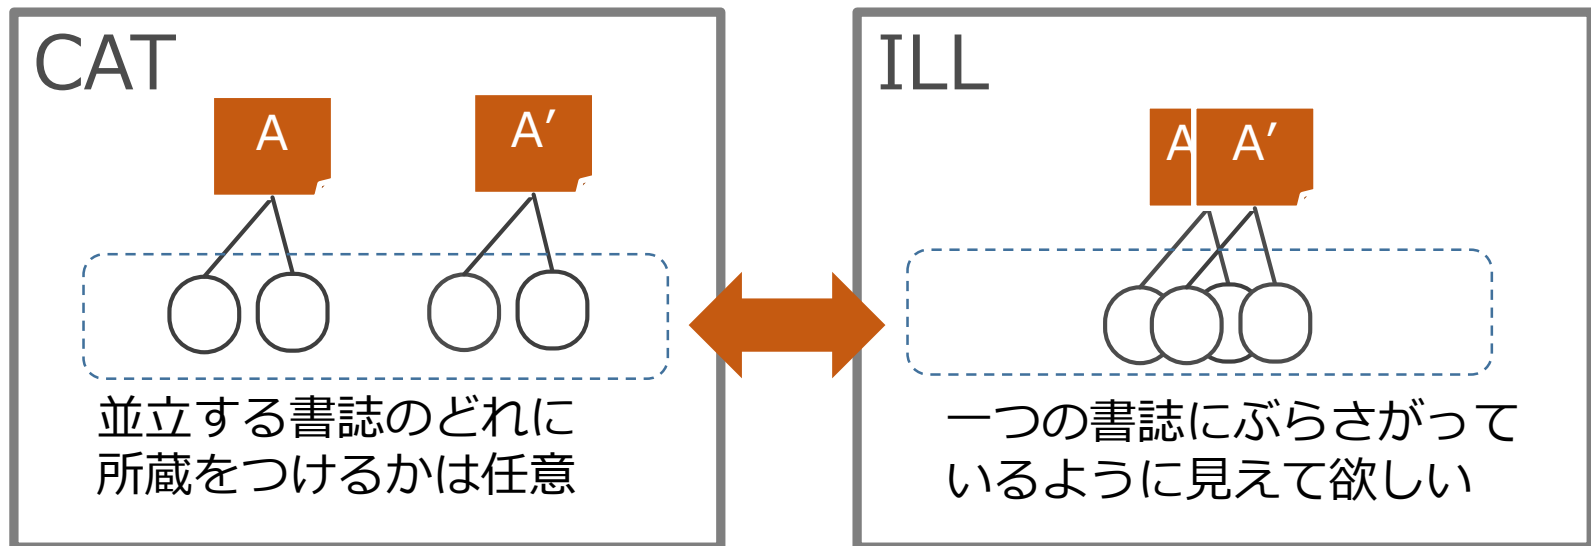 CAT
A
A′
並立する書誌のどれに
所蔵をつけるかは任意
ILL
A
A′
一つの書誌にぶらさがって
いるように見えて欲しい